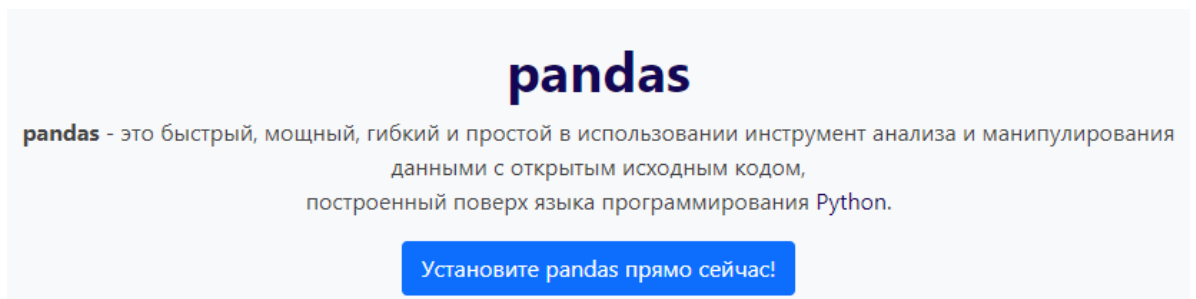 pandas
pandas - это быстрый, мощный, гибкий и простой в использовании инструмент анализа и манипулирования
данными с открытым исходным кодом,
построенный поверх языка программирования Python.
Установите pandas прямо сейчас!